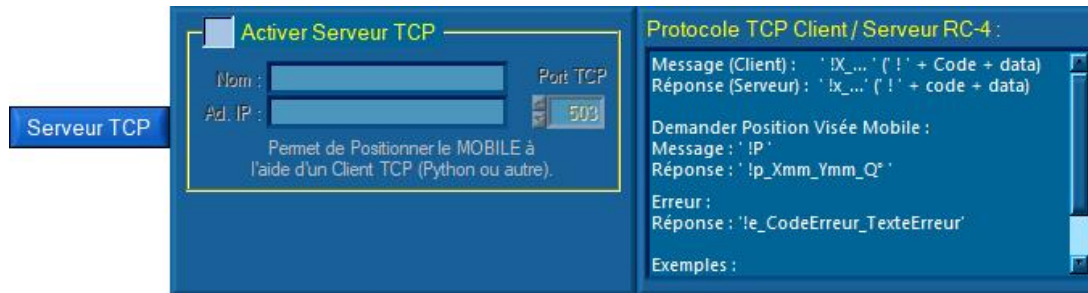 Serveur TCP
Activer Serveur TCP
Nom :
Port TCP
Ad. IP :
503
Permet de Positionner le MOBILE à
l'aide d'un Client TCP (Python ou autre).
Protocole TCP Client / Serveur RC-4 :
Message (Client) : ' !X_... ' (' ! ' + Code + data)
Réponse (Serveur) : ' !x_...' (' ! ' + code + data)
Demander Position Visée Mobile :
Message : ' !P '
Réponse : ' !p_Xmm_Ymm_Q° '
Erreur :
Réponse : '!e_CodeErreur_TexteErreur'
Exemples :